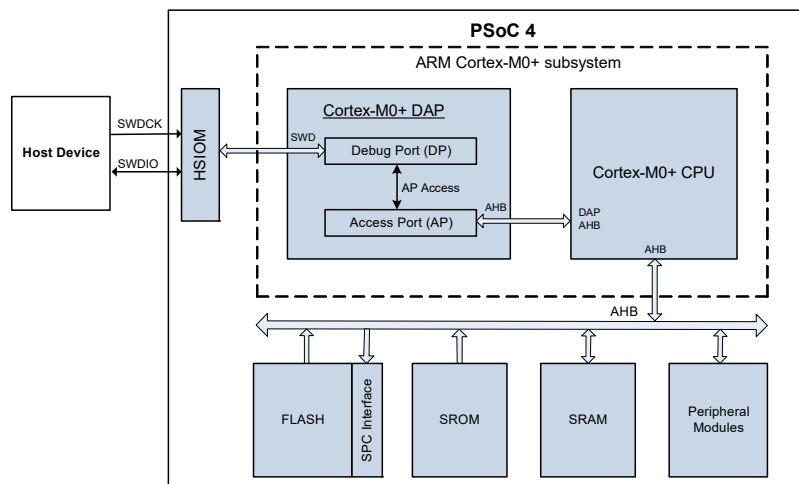 PSoC 4
ARM Cortex-M0+ subsystem
Host Device
SWDCK
SWDIO
HSIOM
SWD
Cortex-M0+ DAP
Debug Port (DP)
AP Access
Access Port (AP)
AHB
DAP
AHB
Cortex-M0+ CPU
AHB
AHB
FLASH
SPC Interface
SROM
SRAM
Peripheral
Modules